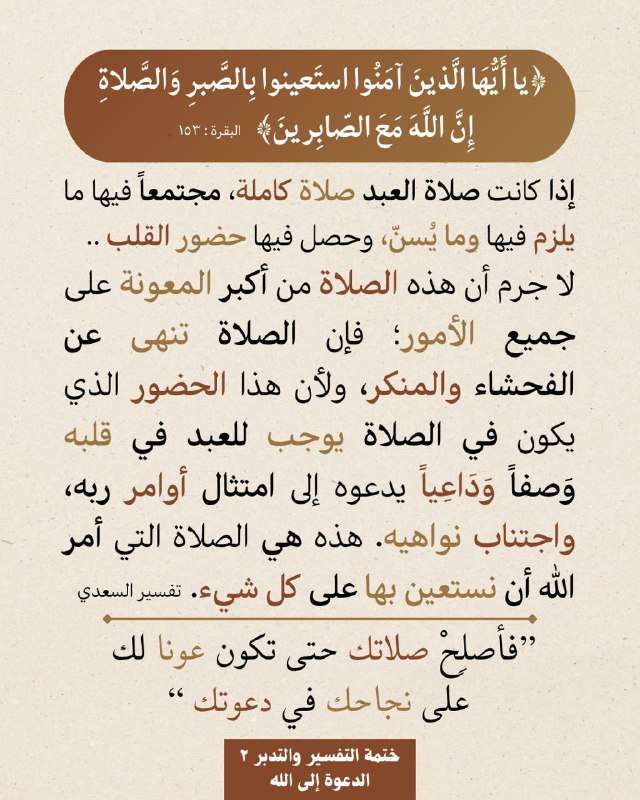 ﴿يا أَيُّهَا الَّذينَ آمَنُوا استَعينوا بِالصَّبرِ وَالصَّلاةِ
إِنَّ اللَّهَ مَعَ الصّابِرينَ﴾ البقرة : ١٥٣
إذا كانت صلاة العبد صلاة كاملة، مجتمعاً فيها ما
يلزم فيها وما يُسنّ، وحصل فيها حضور القلب ..
لا جرم أن هذه الصلاة من أكبر المعونة على
جميع الأمور؛ فإن الصلاة تنهى عن
الفحشاء والمنكر، ولأن هذا الحضور الذي
يكون في الصلاة يوجب للعبد في قلبه
وَصفاً وَدَاعِياً يدعوه إلى امتثال أوامر ربه،
واجتناب نواهيه. هذه هي الصلاة التي أمر
الله أن نستعين بها على كل شيء. تفسير السعدي
”فأصلِحْ صلاتك حتى تكون عونا لك
على نجاحك في دعوتك “
ختمة التفسير والتدبر ٢
الدعوة إلى الله